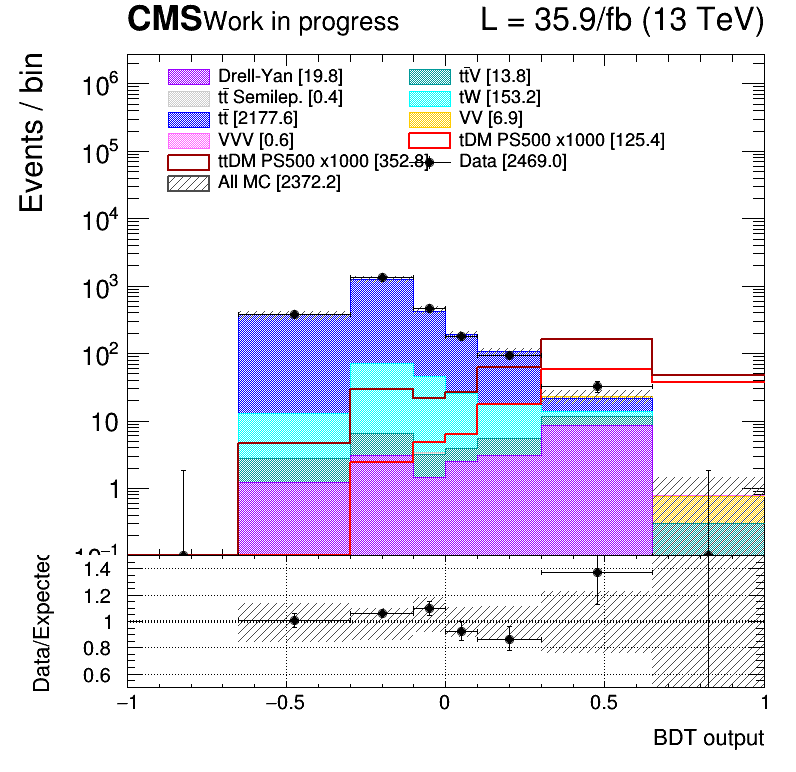 CMS Work in progress L = 35.9/fb (13 TeV)
Events / bin
Drell-Yan [19.8] tt̄V [13.8]
tt̄ Semilep. [0.4] tW [153.2]
tt̄ [2177.6] VV [6.9]
VVV [0.6] tDM PS500 x1000 [125.4]
ttDM PS500 x1000 [352.8] Data [2469.0]
All MC [2372.2]
10⁶
10⁵
10⁴
10³
10²
10
1
10⁻¹
Data/Expected
1.4
1.2
1
0.8
0.6
−1 −0.5 0 0.5 1
BDT output